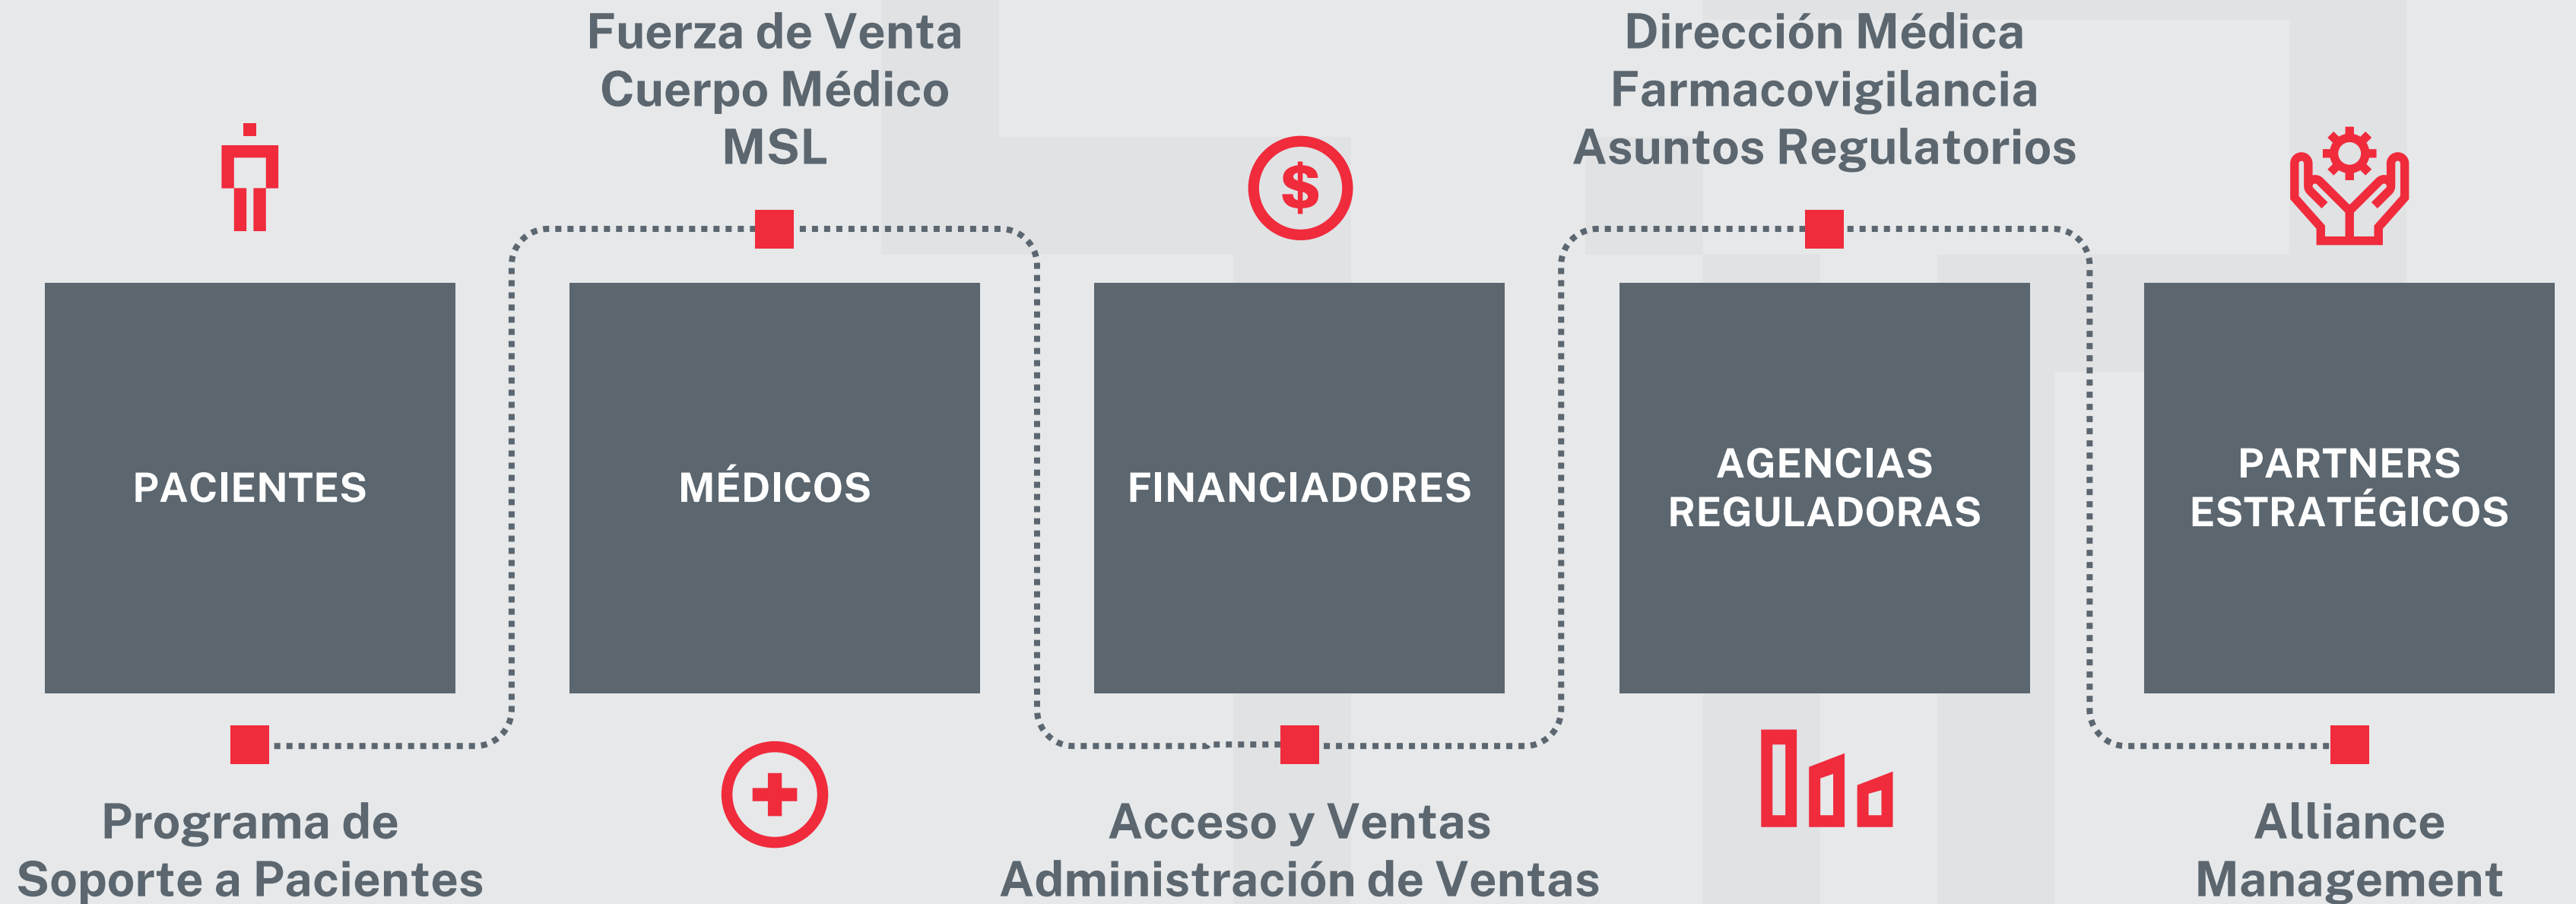 Fuerza de Venta
Cuerpo Médico
MSL
Dirección Médica
Farmacovigilancia
Asuntos Regulatorios
$
PACIENTES
MÉDICOS
FINANCIADORES
AGENCIAS
REGULADORAS
PARTNERS
ESTRATÉGICOS
Programa de
Soporte a Pacientes
Acceso y Ventas
Administración de Ventas
Alliance
Management